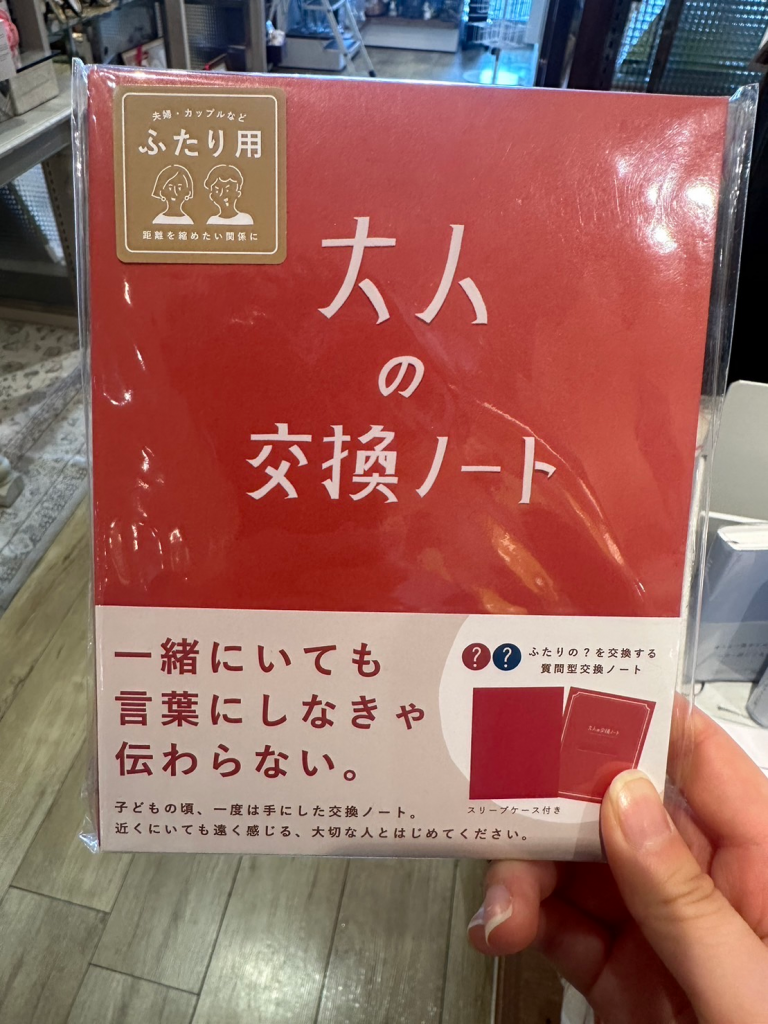 夫婦・カップルなど
ふたり用
距離を縮めたい関係に
大人
の
交換ノート
一緒にいても
言葉にしなきゃ
伝わらない。
子どもの頃、一度は手にした交換ノート。
近くにいても遠く感じる、大切な人とはじめてください。
? ? ふたりの?を交換する
質問型交換ノート
大人の交換ノート
スリーブケース付き